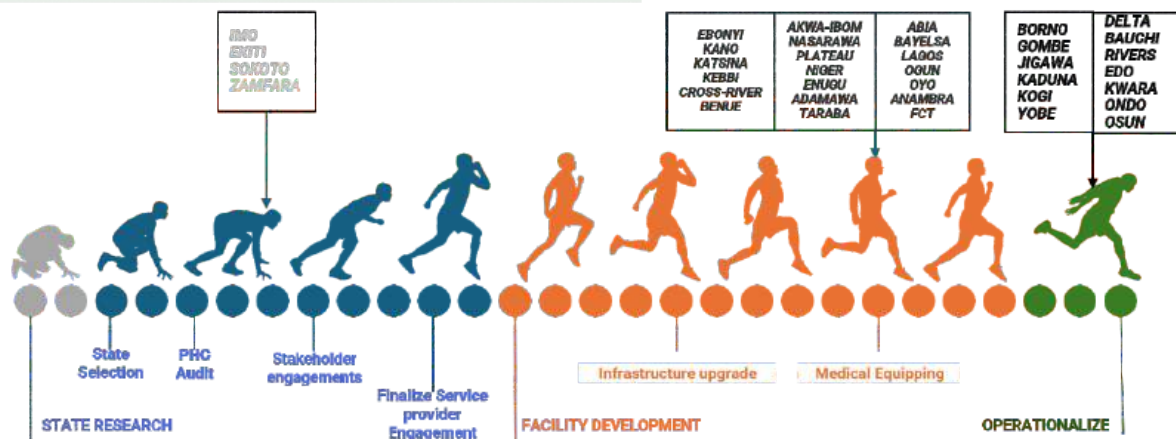 IMO
EKITI
SOKOTO
ZAMFARA
EBONYI
KANO
KATSINA
KEBBI
CROSS-RIVER
BENUE
AKWA-IBOM
NASARAWA
PLATEAU
NIGER
ENUGU
ADAMAWA
TARABA
ABIA
BAYELSA
LAGOS
OGUN
OYO
ANAMBRA
FCT
BORNO
GOMBE
JIGAWA
KADUNA
KOGI
YOBE
DELTA
BAUCHI
RIVERS
EDO
KWARA
ONDO
OSUN
State
Selection
PHC
Audit
Stakeholder
engagements
Finalize Service
provider
Engagement
Infrastructure upgrade
Medical Equipping
STATE RESEARCH
FACILITY DEVELOPMENT
OPERATIONALIZE